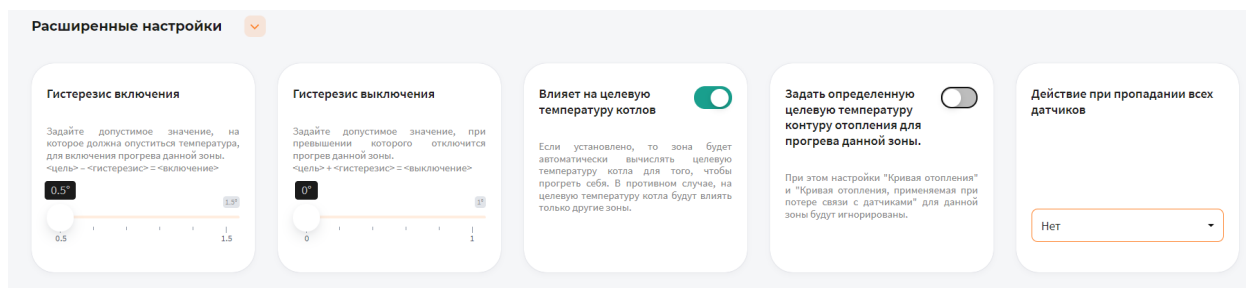 Расширенные настройки
Гистерезис включения
Задайте допустимое значение, на
которое должна опуститься температура,
для включения прогрева данной зоны.
<цель> – <гистерезис> = <включение>
0.5°
1.5°
0.5
1.5
Гистерезис выключения
Задайте допустимое значение, при
превышении которого отключится
прогрев данной зоны.
<цель> + <гистерезис> = <выключение>
0°
1°
0
1
Влияет на целевую
температуру котлов
Если установлено, то зона будет
автоматически вычислять целевую
температуру котла для того, чтобы
прогреть себя. В противном случае, на
целевую температуру котла будут влиять
только другие зоны.
Задать определенную
целевую температуру
контуру отопления для
прогрева данной зоны.
При этом настройки "Кривая отопления"
и "Кривая отопления, применяемая при
потере связи с датчиками" для данной
зоны будут игнорированы.
Действие при пропадании всех
датчиков
Нет